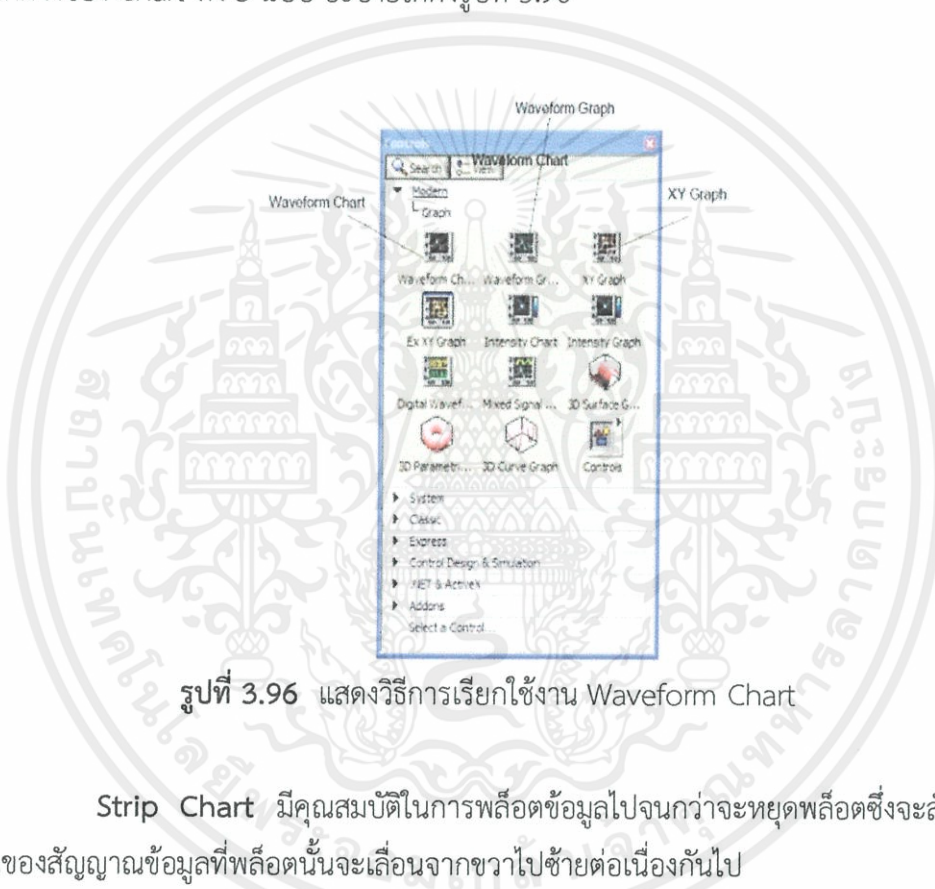 Chart
Waveform Graph
Controls
Search
View
Waveform Chart
Waveform Chart
XY Graph
Modern
Graph
Waveform Ch... Waveform Gr... XY Graph
Ex XY Graph Intensity Chart Intensity Graph
Digital Wavef... Mixed Signal ... 3D Surface G...
3D Parametri... 3D Curve Graph Controls
System
Classic
Express
Control Design & Simulation
.NET & ActiveX
Addons
Select a Control...
รูปที่ 3.96 แสดงวิธีการเรียกใช้งาน Waveform Chart
Strip Chart มีคุณสมบัติในการพล็อตข้อมูลไปจนกว่าจะหยุดพล็อตซึ่งจะ
ของสัญญาณข้อมูลที่พล็อตนั้นจะเลื่อนจากขวาไปซ้ายต่อเนื่องกันไป